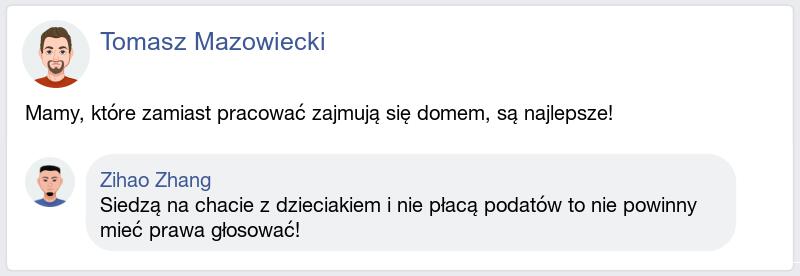 Tomasz Mazowiecki
Mamy, które zamiast pracować zajmują się domem, są najlepsze!
Zihao Zhang
Siedzą na chacie z dzieciakiem i nie płacą podatów to nie powinny
mieć prawa głosować!